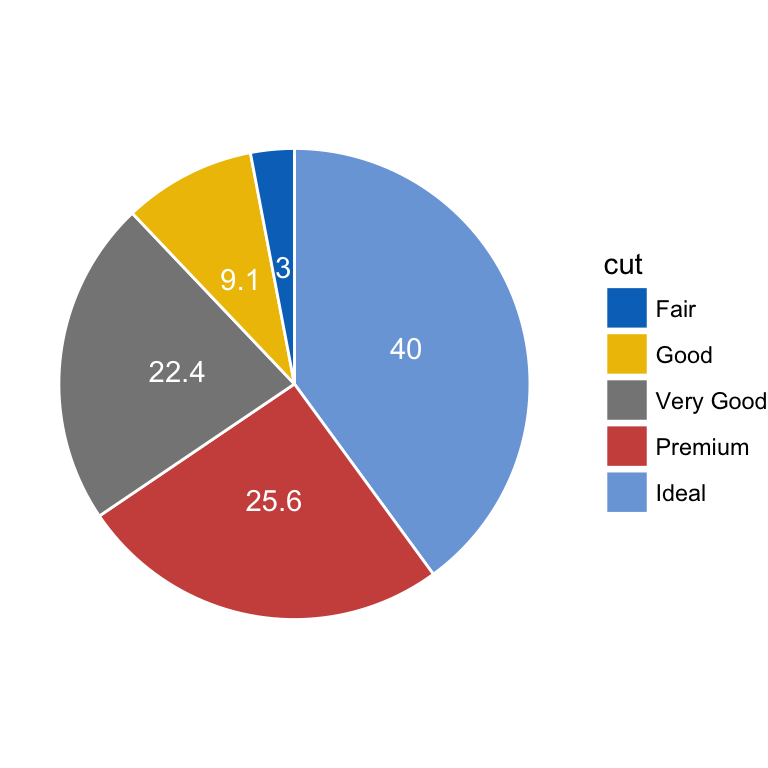 3
9.1
40
22.4
25.6
cut
Fair
Good
Very Good
Premium
Ideal